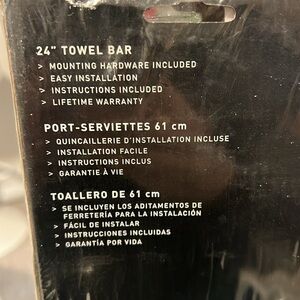 24" TOWEL BAR
> MOUNTING HARDWARE INCLUDED
> EASY INSTALLATION
> INSTRUCTIONS INCLUDED
> LIFETIME WARRANTY
PORT-SERVIETTES 61 cm
> QUINCAILLERIE D'INSTALLATION INCLUSE
> INSTALLATION FACILE
> INSTRUCTIONS INCLUS
> GARANTIE À VIE
TOALLERO DE 61 cm
> SE INCLUYEN LOS ADITAMENTOS DE
FERRETERÍA PARA LA INSTALACIÓN
> FÁCIL DE INSTALAR
> INSTRUCCIONES INCLUIDAS
> GARANTÍA POR VIDA